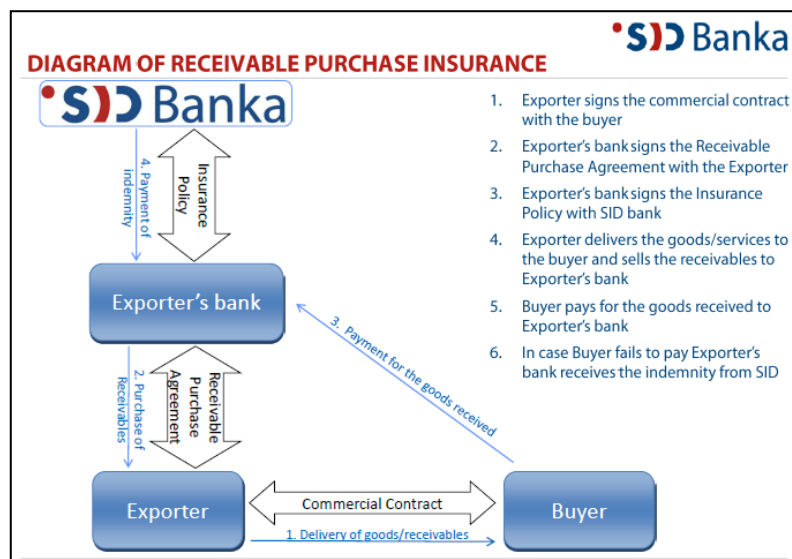 SID Banka
DIAGRAM OF RECEIVABLE PURCHASE INSURANCE
SID Banka
4. Payment of
indemnity
Insurance
Policy
Exporter's bank
2. Purchase of
Receivables
Receivable
Purchase
Agreement
3. Payment for the goods received
Exporter
Commercial Contract
1. Delivery of goods/receivables
Buyer
1. Exporter signs the commercial contract
with the buyer
2. Exporter's bank signs the Receivable
Purchase Agreement with the Exporter
3. Exporter's bank signs the Insurance
Policy with SID bank
4. Exporter delivers the goods/services to
the buyer and sells the receivables to
Exporter's bank
5. Buyer pays for the goods received to
Exporter's bank
6. In case Buyer fails to pay Exporter's
bank receives the indemnity from SID